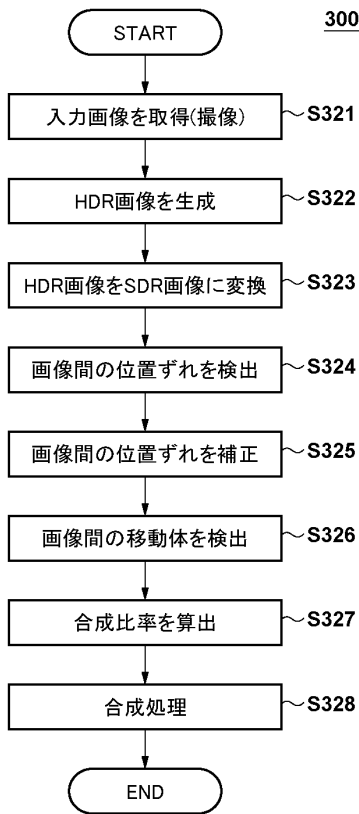 START
300
入力画像を取得(撮像)
S321
HDR画像を生成
S322
HDR画像をSDR画像に変換
S323
画像間の位置ずれを検出
S324
画像間の位置ずれを補正
S325
画像間の移動体を検出
S326
合成比率を算出
S327
合成処理
S328
END